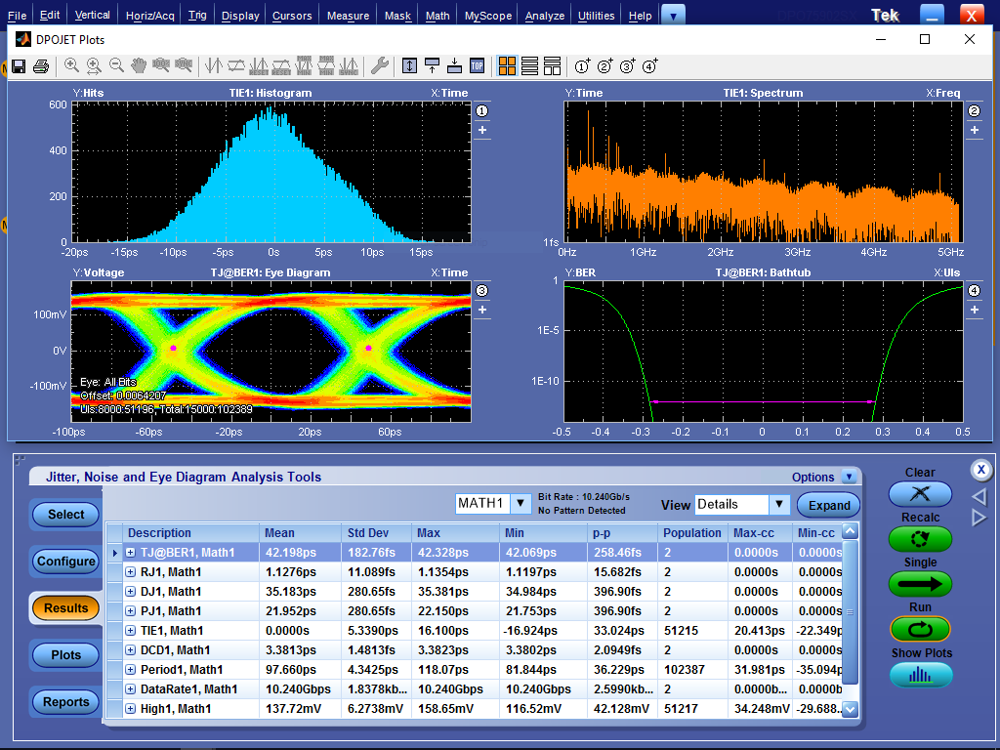 File Edit Vertical Horiz/Acq Trig Display Cursors Measure Mask Math MyScope Analyze Utilities Help Tek X
DPOJET Plots
TOP 1+ 2+ 3+ 4+
Y:Hits TIE1: Histogram X:Time
600
400
200
0
-20ps -15ps -10ps -5ps 0s 5ps 10ps 15ps
1
+
Y:Time TIE1: Spectrum X:Freq
1fs
0Hz 1GHz 2GHz 3GHz 4GHz 5GHz
2
+
Y:Voltage TJ@BER1: Eye Diagram X:Time
100mV
0V
-100mV
Eye: All Bits
Offset: 0.0064207
UIs:8000:51196, Total:15000:102389
-100ps -60ps -20ps 20ps 60ps
3
+
Y:BER TJ@BER1: Bathtub X:UIs
1
1E-5
1E-10
-0.5 -0.4 -0.3 -0.2 -0.1 0 0.1 0.2 0.3 0.4 0.5
4
+
Jitter, Noise and Eye Diagram Analysis Tools
Options
Select
Configure
Results
Plots
Reports
MATH1
Bit Rate : 10.240Gb/s
No Pattern Detected
View Details
Expand
Description Mean Std Dev Max Min p-p Population Max-cc Min-cc
TJ@BER1, Math1 42.198ps 182.76fs 42.328ps 42.069ps 258.46fs 2 0.0000s 0.0000s
RJ1, Math1 1.1276ps 11.089fs 1.1354ps 1.1197ps 15.682fs 2 0.0000s 0.0000s
DJ1, Math1 35.183ps 280.65fs 35.381ps 34.984ps 396.90fs 2 0.0000s 0.0000s
PJ1, Math1 21.952ps 280.65fs 22.150ps 21.753ps 396.90fs 2 0.0000s 0.0000s
TIE1, Math1 0.0000s 5.3390ps 16.100ps -16.924ps 33.024ps 51215 20.413ps -22.349p
DCD1, Math1 3.3813ps 1.4813fs 3.3823ps 3.3802ps 2.0949fs 2 0.0000s 0.0000s
Period1, Math1 97.660ps 4.3425ps 118.07ps 81.844ps 36.229ps 102387 31.981ps -35.094p
DataRate1, Math1 10.240Gbps 1.8378kb... 10.240Gbps 10.240Gbps 2.5990kb... 2 0.0000b... 0.0000b
High1, Math1 137.72mV 6.2738mV 158.65mV 116.52mV 42.128mV 51217 34.248mV -29.688..
X
Clear
Recalc
Single
Run
Show Plots